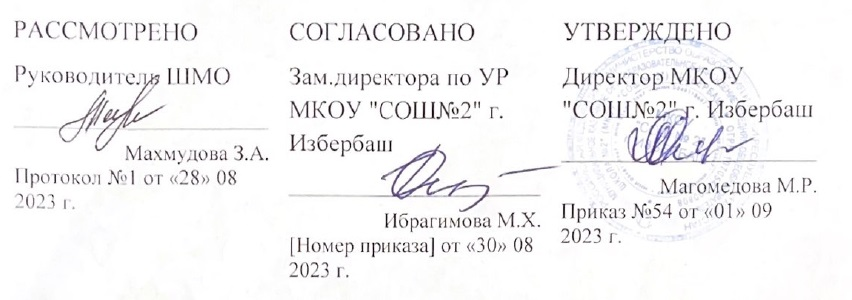 РАССМОТРЕНО
Руководитель ШМО
Махмудова З.А.
Протокол №1 от «28» 08
2023 г.
СОГЛАСОВАНО
Зам.директора по УР
МКОУ "СОШ№2" г.
Избербаш
Ибрагимова М.Х.
[Номер приказа] от «30» 08
2023 г.
УТВЕРЖДЕНО
Директор МКОУ
"СОШ№2" г. Избербаш
Магомедова М.Р.
Приказ №54 от «01» 09
2023 г.